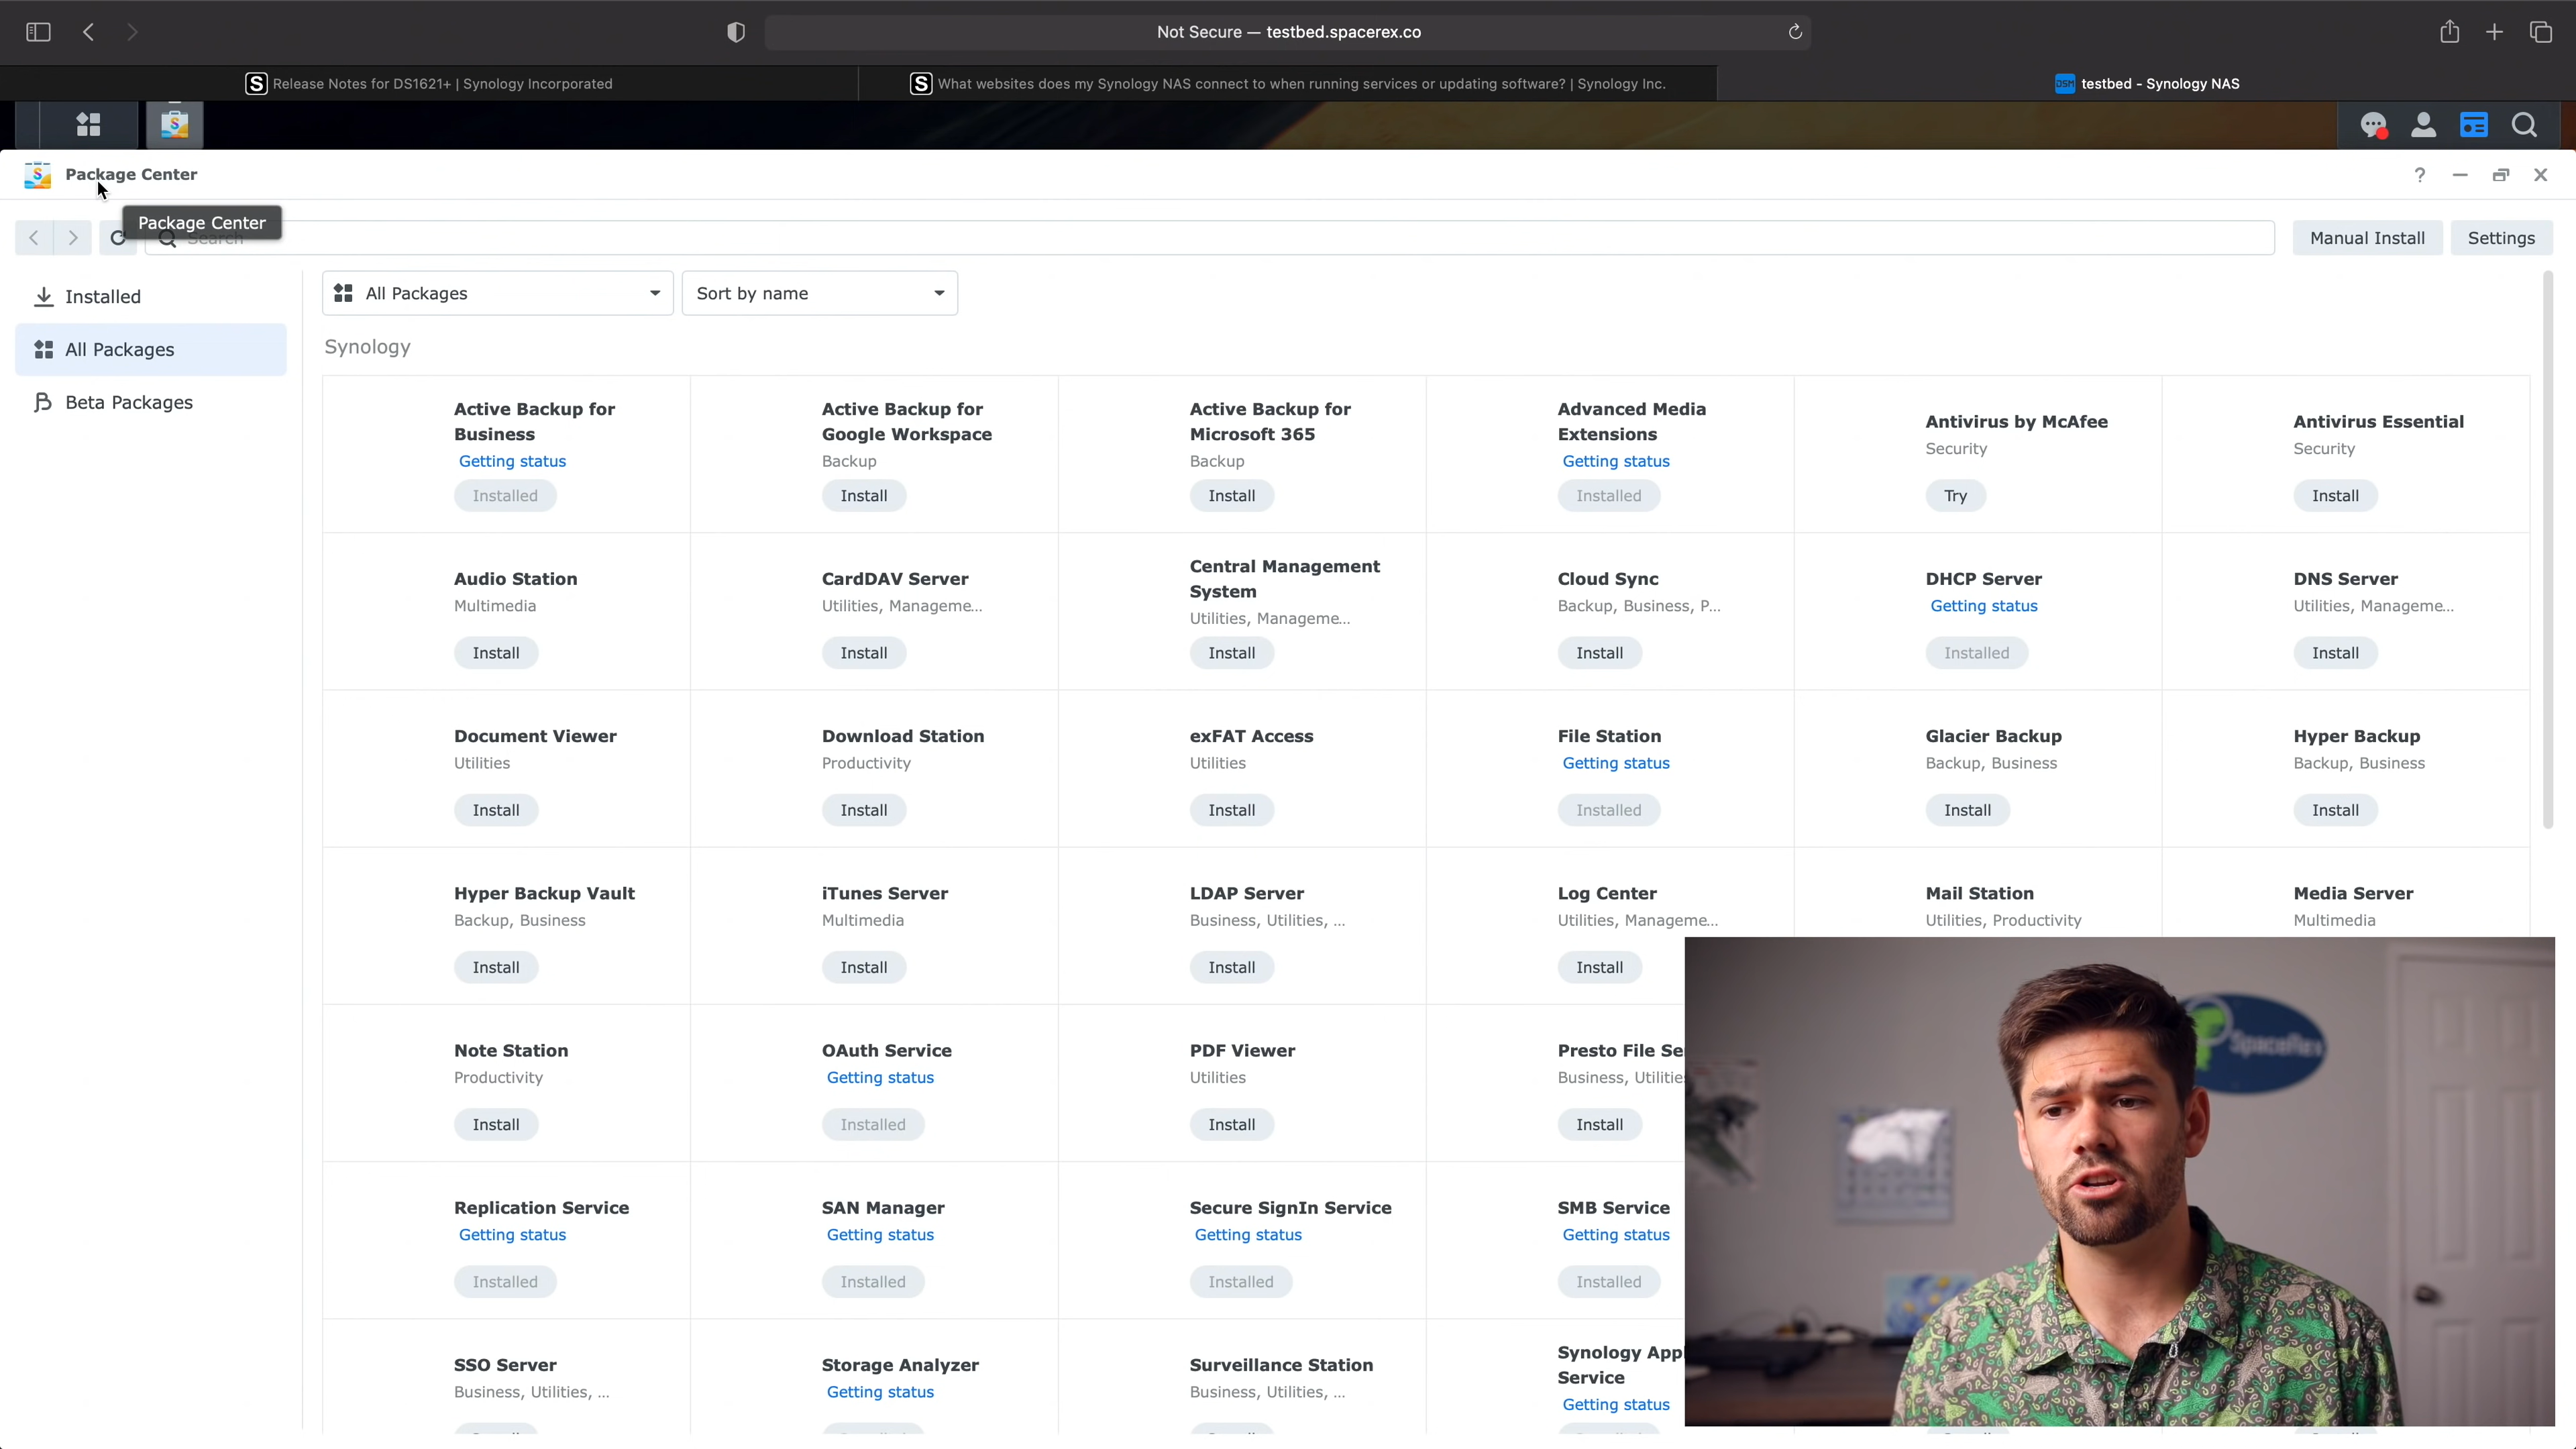 Not Secure — testbed.spacerex.co
Release Notes for DS1621+ | Synology Incorporated
What websites does my Synology NAS connect to when running services or updating software? | Synology Inc.
testbed - Synology NAS
Package Center
Package Center
Search
Manual Install
Settings
Installed
All Packages
Beta Packages
All Packages
Sort by name
Synology
Active Backup for Business
Getting status
Installed
Active Backup for Google Workspace
Backup
Install
Active Backup for Microsoft 365
Backup
Install
Advanced Media Extensions
Getting status
Installed
Antivirus by McAfee
Security
Try
Antivirus Essential
Security
Install
Audio Station
Multimedia
Install
CardDAV Server
Utilities, Manageme...
Install
Central Management System
Utilities, Manageme...
Install
Cloud Sync
Backup, Business, P...
Install
DHCP Server
Getting status
Installed
DNS Server
Utilities, Manageme...
Install
Document Viewer
Utilities
Install
Download Station
Productivity
Install
exFAT Access
Utilities
Install
File Station
Getting status
Installed
Glacier Backup
Backup, Business
Install
Hyper Backup
Backup, Business
Install
Hyper Backup Vault
Backup, Business
Install
iTunes Server
Multimedia
Install
LDAP Server
Business, Utilities, ...
Install
Log Center
Utilities, Manageme...
Install
Mail Station
Utilities, Productivity
Media Server
Multimedia
Note Station
Productivity
Install
OAuth Service
Getting status
Installed
PDF Viewer
Utilities
Install
Presto File Se
Business, Utilities
Install
Replication Service
Getting status
Installed
SAN Manager
Getting status
Installed
Secure SignIn Service
Getting status
Installed
SMB Service
Getting status
Installed
SSO Server
Business, Utilities, ...
Storage Analyzer
Getting status
Surveillance Station
Business, Utilities, ...
Synology Appl
Service
Getting status
SpaceRex